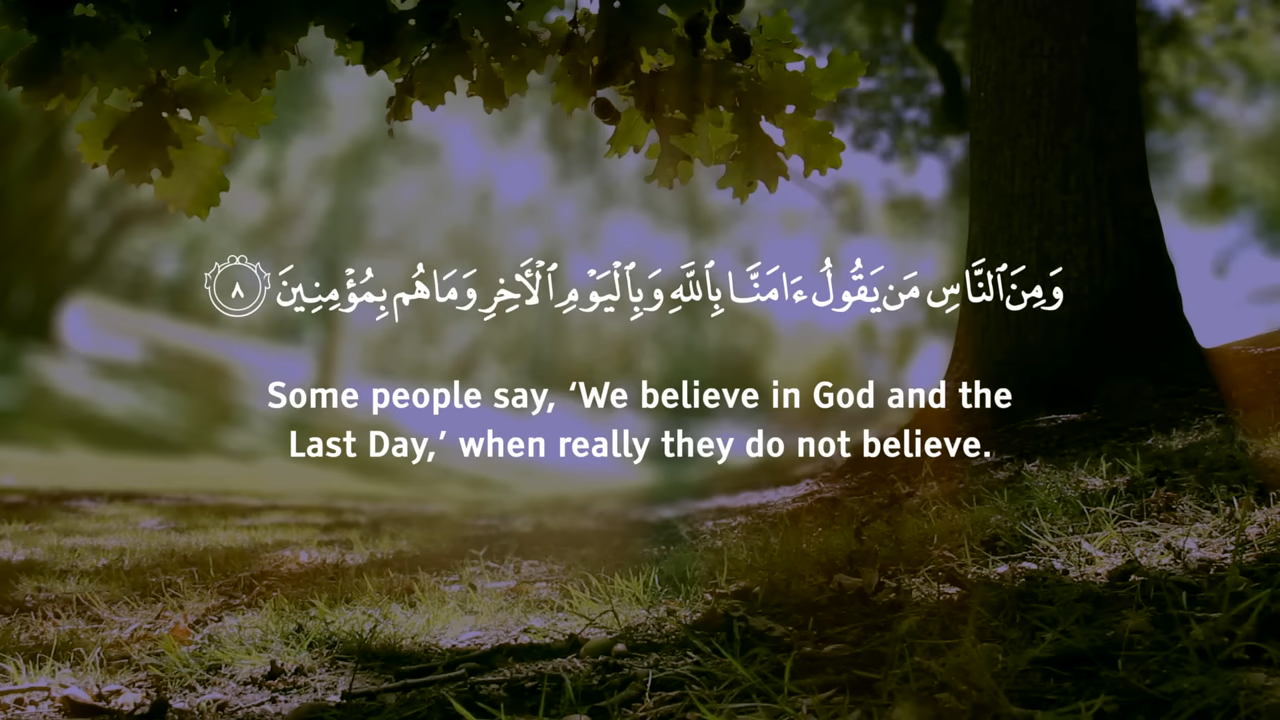 وَمِنَ ٱلنَّاسِ مَن يَقُولُ ءَامَنَّا بِٱللَّهِ وَبِٱلْيَوْمِ ٱلْأَخِرِ وَمَا هُم بِمُؤْمِنِينَ ٨
Some people say, ‘We believe in God and the
Last Day,’ when really they do not believe.